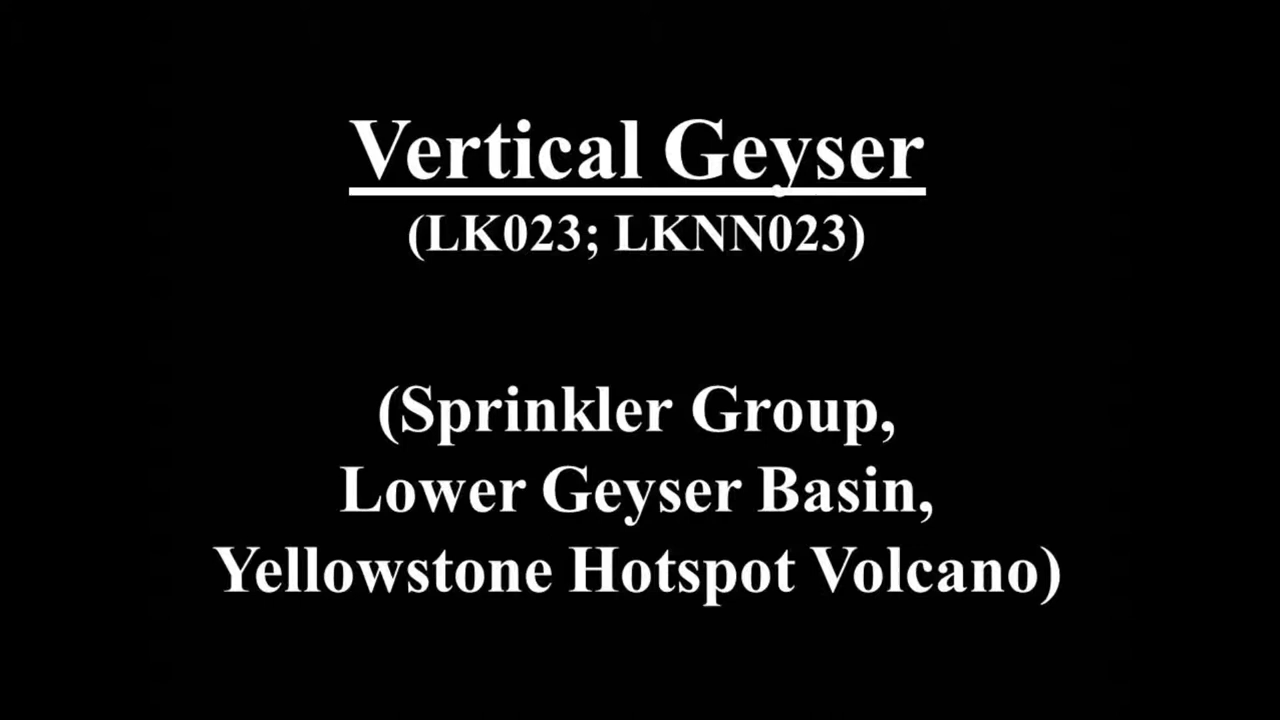 Vertical Geyser
(LK023; LKNN023)
(Sprinkler Group,
Lower Geyser Basin,
Yellowstone Hotspot Volcano)